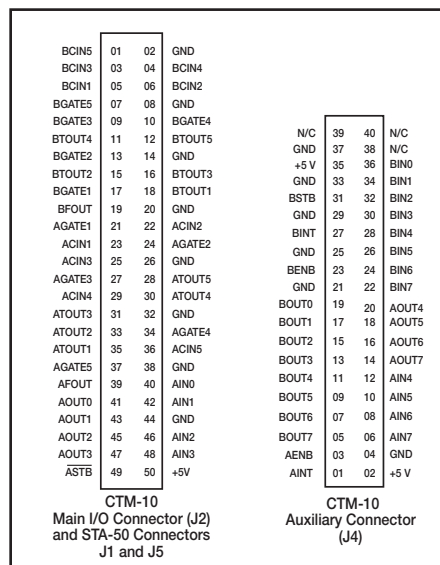 BCIN5 01 02 GND
BCIN3 03 04 BCIN4
BCIN1 05 06 BCIN2
BGATE5 07 08 GND
BGATE3 09 10 BGATE4
BTOUT4 11 12 BTOUT5
BGATE2 13 14 GND
BTOUT2 15 16 BTOUT3
BGATE1 17 18 BTOUT1
BFOUT 19 20 GND
AGATE1 21 22 ACIN2
ACIN1 23 24 AGATE2
ACIN3 25 26 GND
AGATE3 27 28 ATOUT5
ACIN4 29 30 ATOUT4
ATOUT3 31 32 GND
ATOUT2 33 34 AGATE4
ATOUT1 35 36 ACIN5
AGATE5 37 38 GND
AFOUT 39 40 AIN0
AOUT0 41 42 AIN1
AOUT1 43 44 GND
AOUT2 45 46 AIN2
AOUT3 47 48 AIN3
ASTB 49 50 +5V
CTM-10
Main I/O Connector (J2)
and STA-50 Connectors
J1 and J5
N/C 39 40 N/C
GND 37 38 N/C
+5 V 35 36 BIN0
GND 33 34 BIN1
BSTB 31 32 BIN2
GND 29 30 BIN3
BINT 27 28 BIN4
GND 25 26 BIN5
BENB 23 24 BIN6
GND 21 22 BIN7
BOUT0 19 20 AOUT4
BOUT1 17 18 AOUT5
BOUT2 15 16 AOUT6
BOUT3 13 14 AOUT7
BOUT4 11 12 AIN4
BOUT5 09 10 AIN5
BOUT6 07 08 AIN6
BOUT7 05 06 AIN7
AENB 03 04 GND
AINT 01 02 +5 V
CTM-10
Auxiliary Connector
(J4)